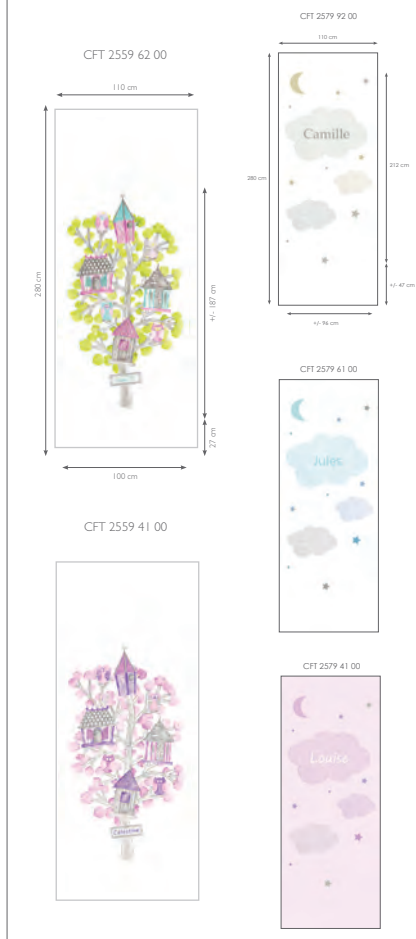 CFT 2559 62 00
110 cm
280 cm
+/- 187 cm
27 cm
100 cm
CFT 2559 41 00
Celestine
CFT 2579 92 00
110 cm
Camille
280 cm
212 cm
+/- 47 cm
+/- 96 cm
CFT 2579 61 00
Jules
CFT 2579 41 00
Louise